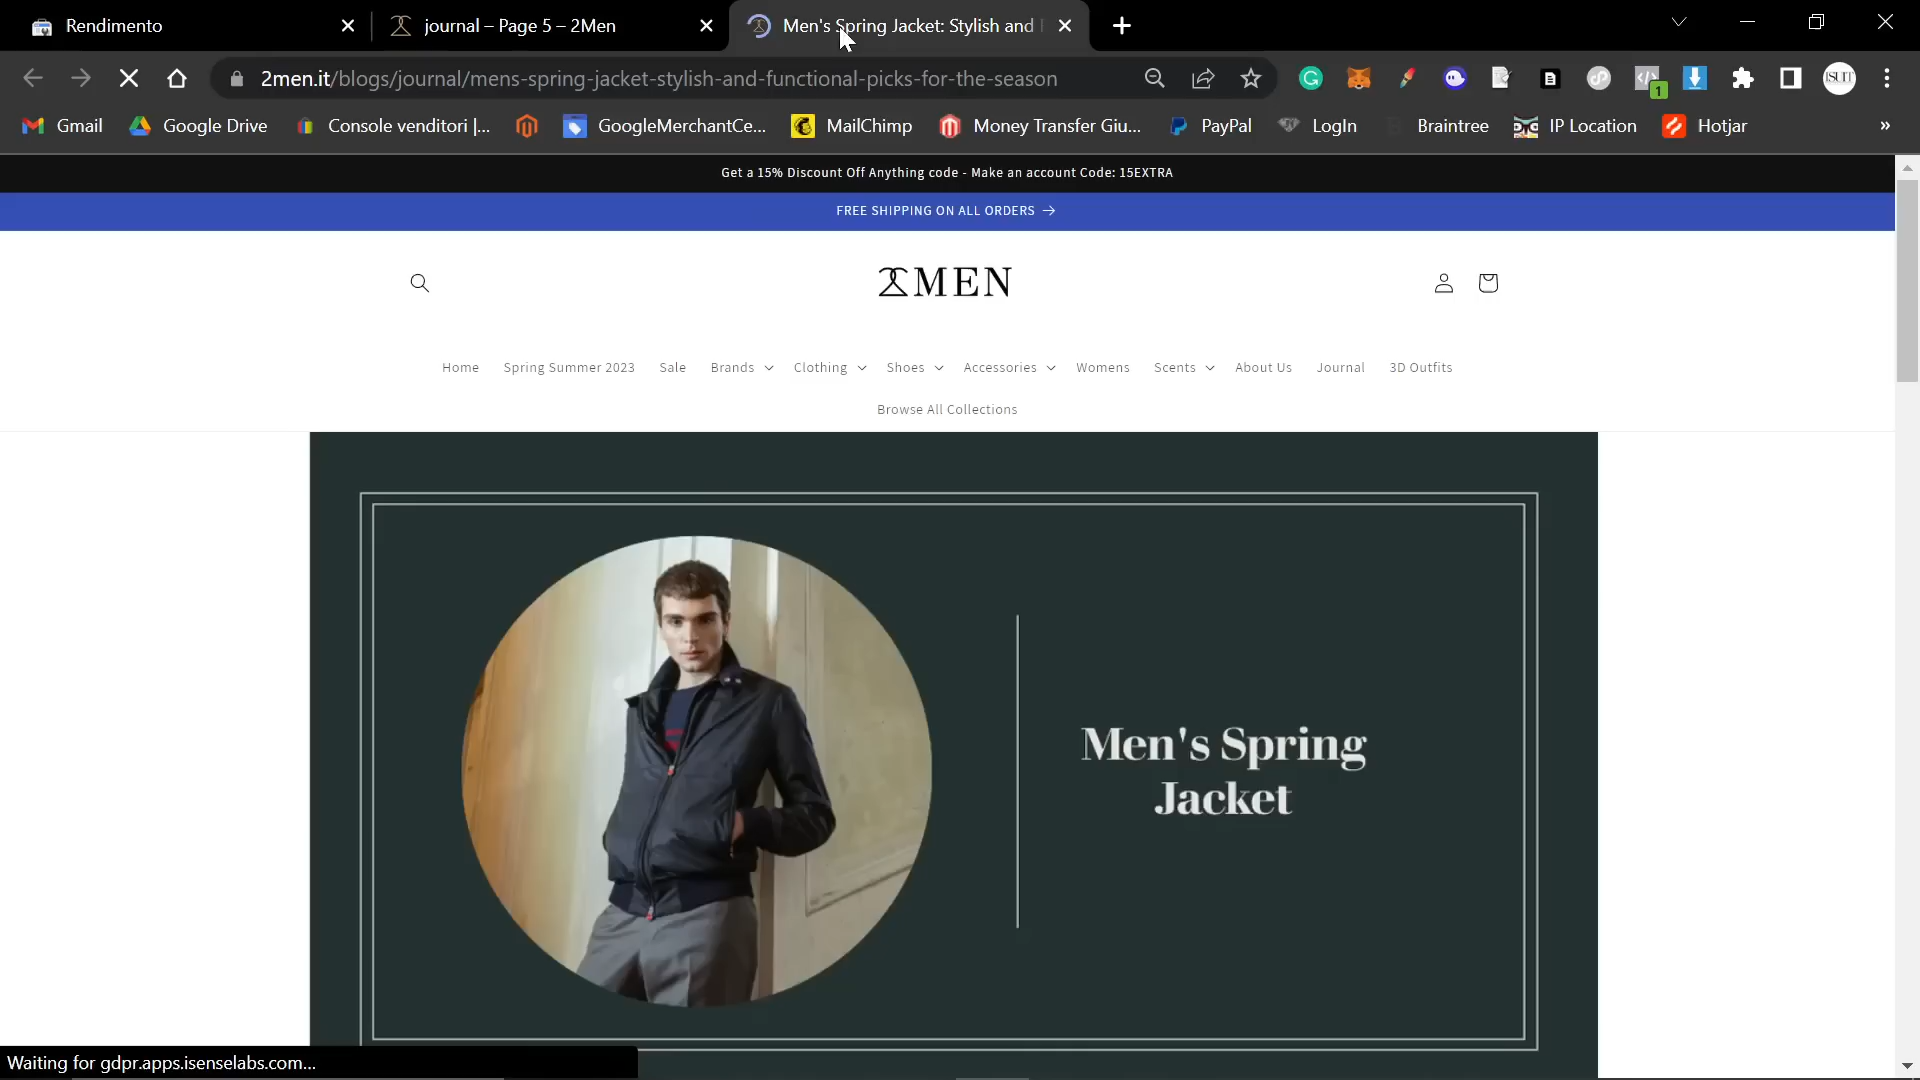 Rendimento
journal – Page 5 – 2Men
Men's Spring Jacket: Stylish and
2men.it/blogs/journal/mens-spring-jacket-stylish-and-functional-picks-for-the-season
1
ISUIT
Gmail
Google Drive
Console venditori |...
GoogleMerchantCe...
MailChimp
Money Transfer Giu...
PayPal
LogIn
Braintree
IP Location
Hotjar
»
Get a 15% Discount Off Anything code - Make an account Code: 15EXTRA
FREE SHIPPING ON ALL ORDERS →
2MEN
Home
Spring Summer 2023
Sale
Brands
Clothing
Shoes
Accessories
Womens
Scents
About Us
Journal
3D Outfits
Browse All Collections
Men's Spring
Jacket
Waiting for gdpr.apps.isenselabs.com...